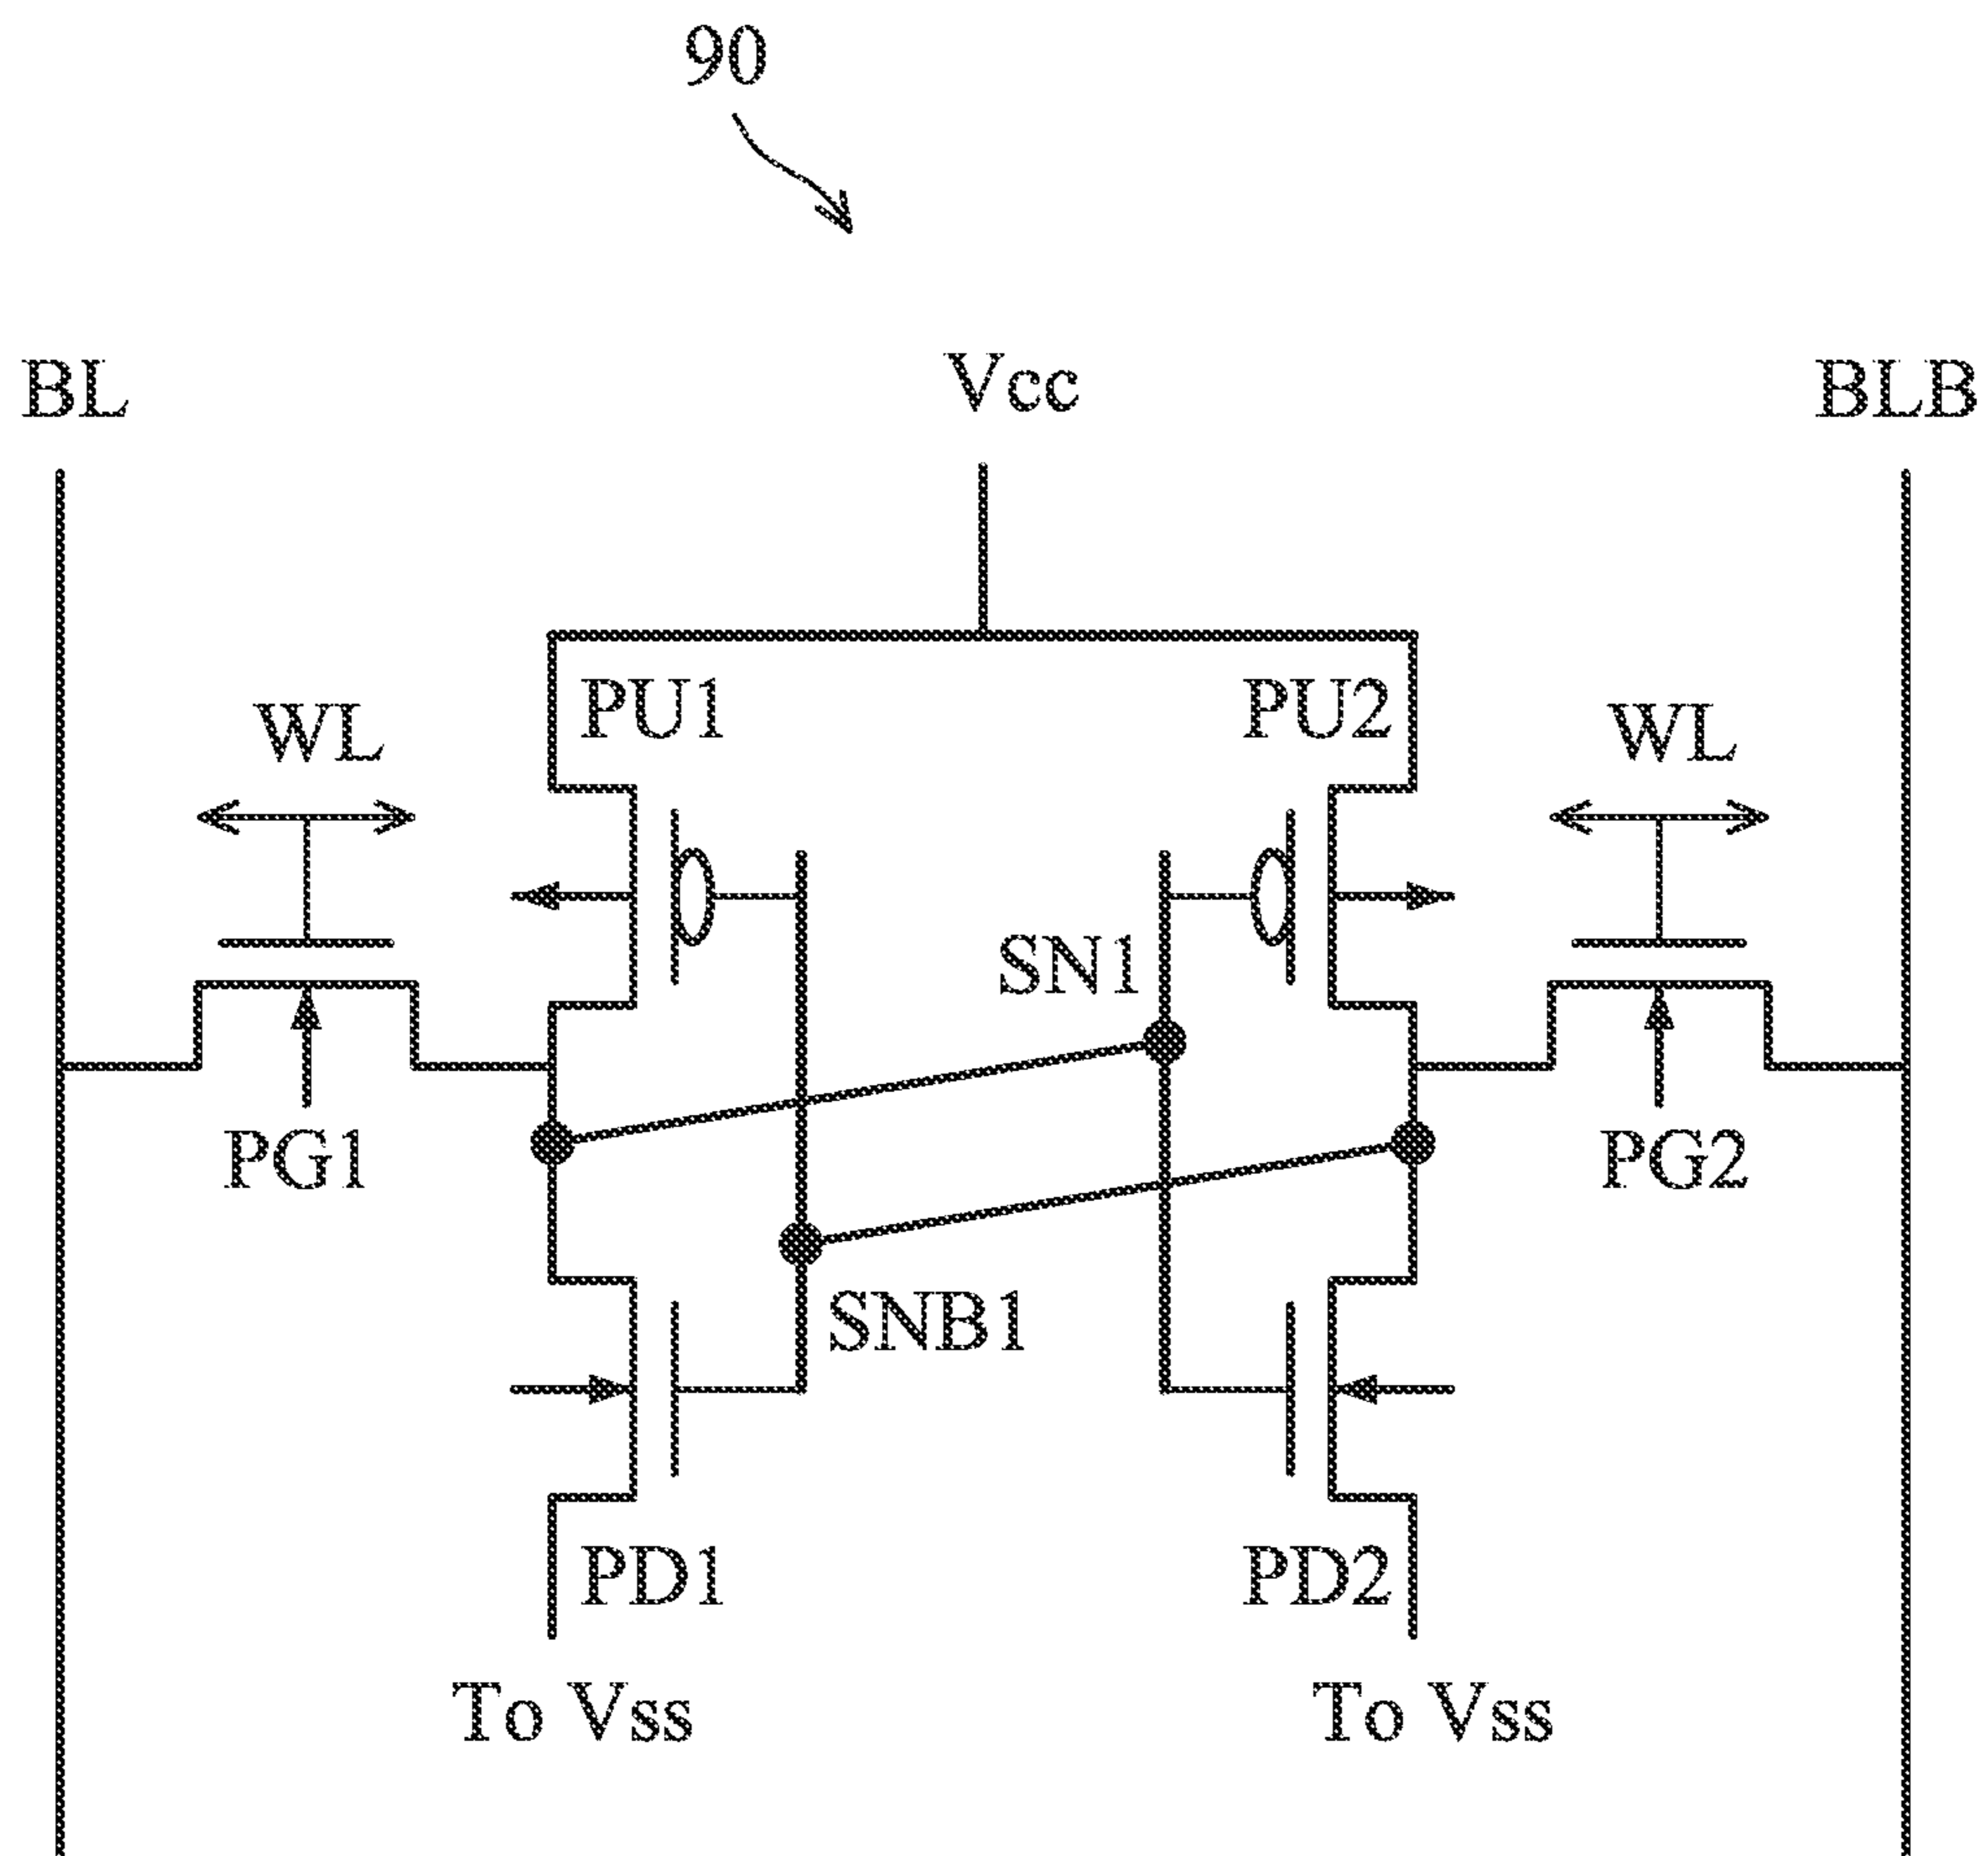 90
BL
Vcc
BLB
PU1
PU2
WL
WL
SN1
PG1
PG2
SNB1
PD1
PD2
To Vss
To Vss